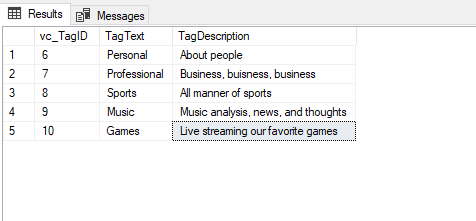 Results Messages
vc_TagID TagText TagDescription
1 6 Personal About people
2 7 Professional Business, buisness, business
3 8 Sports All manner of sports
4 9 Music Music analysis, news, and thoughts
5 10 Games Live streaming our favorite games